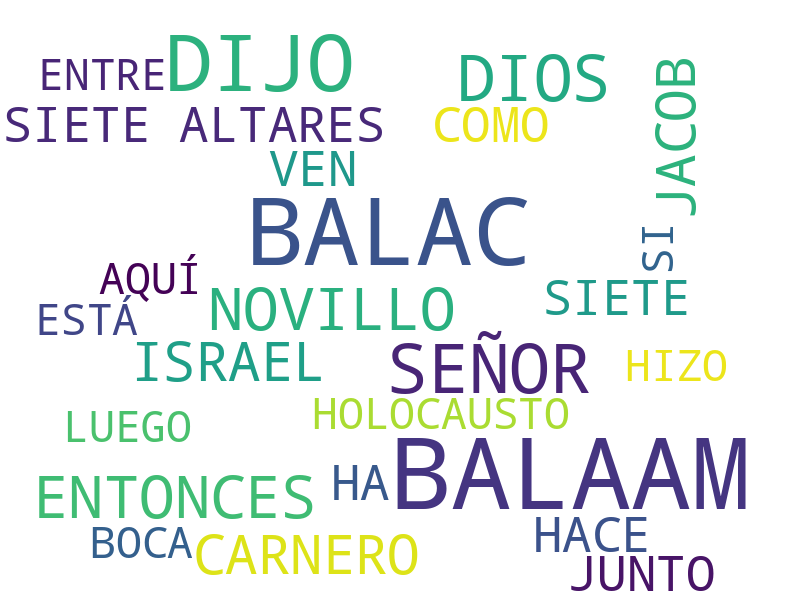 ENTRE DIJO DIOS JACOB
SIETE ALTARES COMO
VEN
BALAC SI
AQUÍ SIETE
ESTÁ NOVILLO
ISRAEL SEÑOR HIZO
LUEGO HOLOCAUSTO
ENTONCES HA BALAAM
BOCA CARNERO HACE
JUNTO